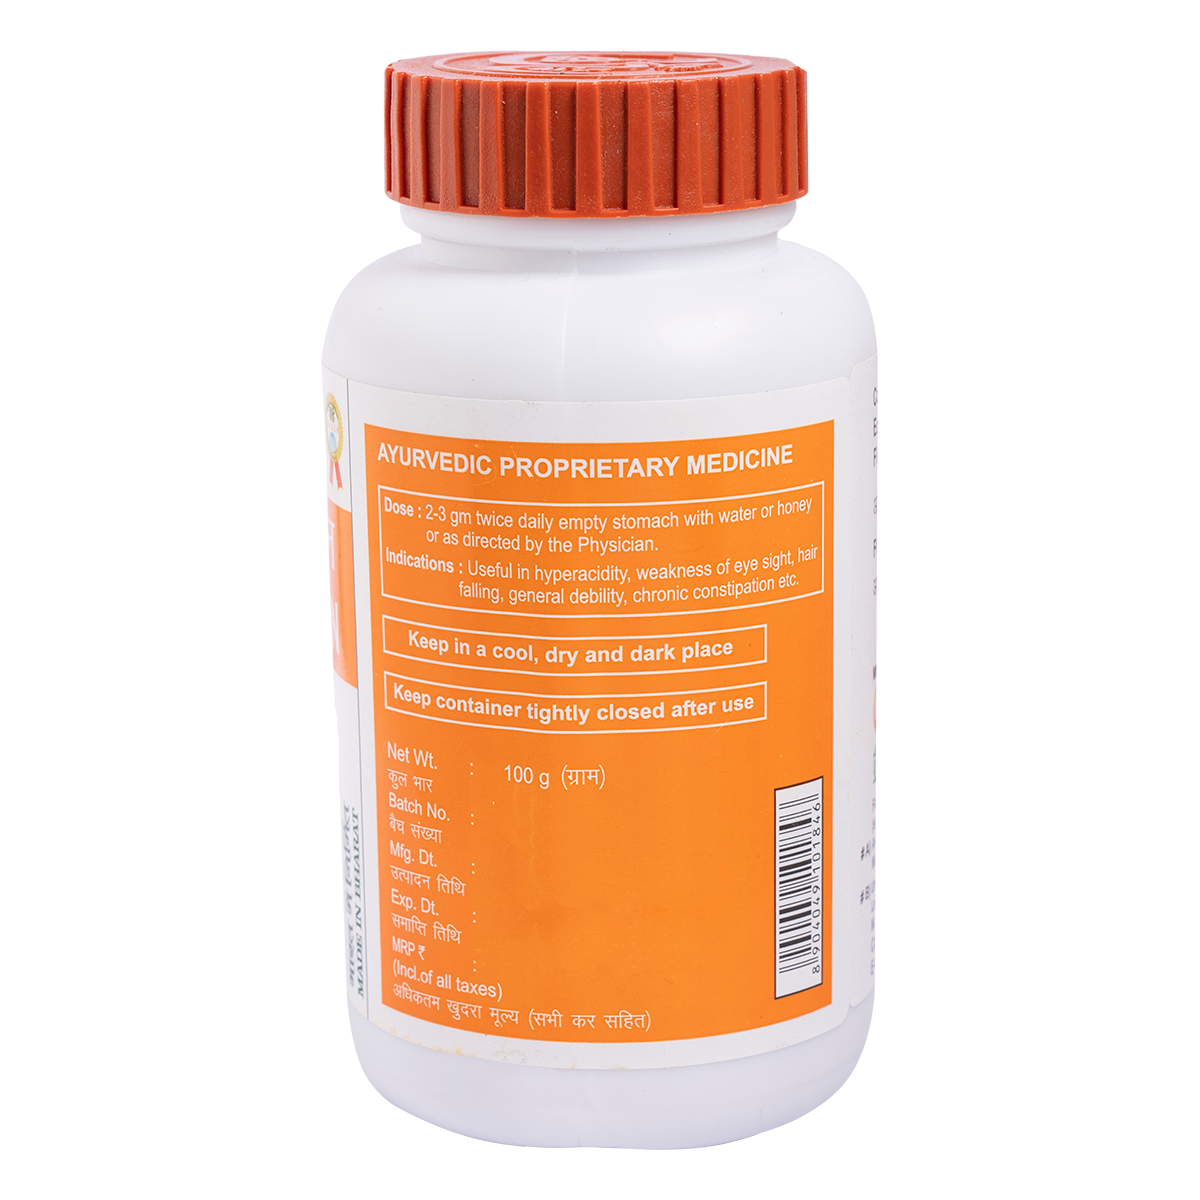 AYURVEDIC PROPRIETARY MEDICINE
Dose : 2-3 gm twice daily empty stomach with water or honey
or as directed by the Physician.
Indications : Useful in hyperacidity, weakness of eye sight, hair
falling, general debility, chronic constipation etc.
Keep in a cool, dry and dark place
Keep container tightly closed after use
Net Wt. : 100 g (ग्राम)
कुल भार
Batch No. :
बैच संख्या
Mfg. Dt. :
उत्पादन तिथि
Exp. Dt. :
समाप्ति तिथि
MRP ₹ :
(Incl.of all taxes)
अधिकतम खुदरा मूल्य (सभी कर सहित)
8904049101846
MADE IN BHARAT